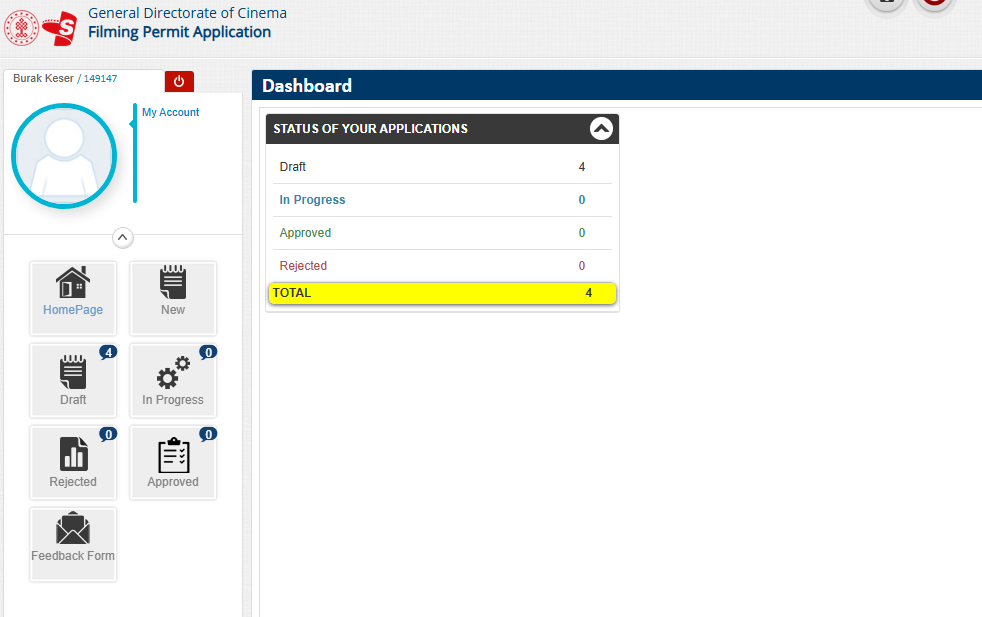 General Directorate of Cinema
Filming Permit Application
Burak Keser / 149147
My Account
HomePage
New
4
Draft
0
In Progress
0
Rejected
0
Approved
Feedback Form
Dashboard
STATUS OF YOUR APPLICATIONS
Draft 4
In Progress 0
Approved 0
Rejected 0
TOTAL 4